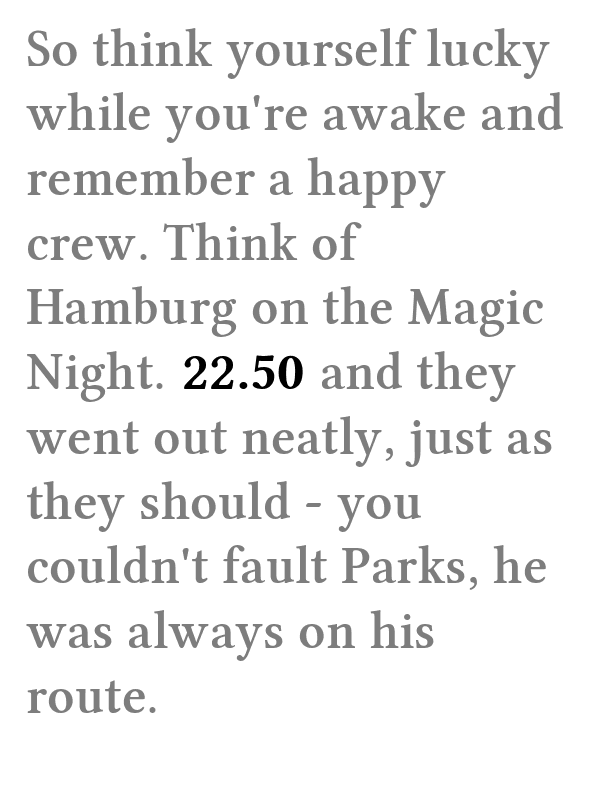 So think yourself lucky
while you're awake and
remember a happy
crew. Think of
Hamburg on the Magic
Night. 22.50 and they
went out neatly, just as
they should - you
couldn't fault Parks, he
was always on his
route.